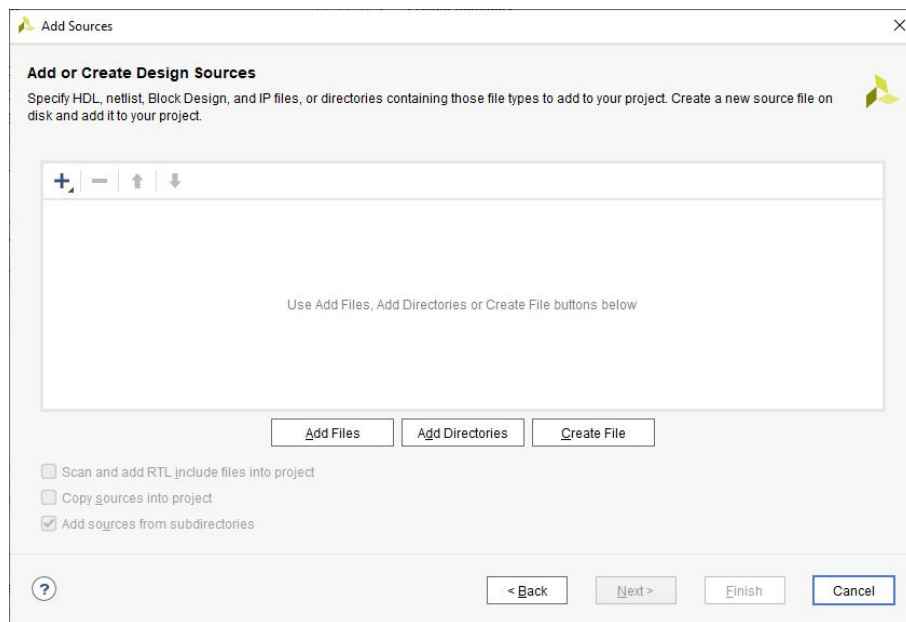 Add Sources
Add or Create Design Sources
Specify HDL, netlist, Block Design, and IP files, or directories containing those file types to add to your project. Create a new source file on
disk and add it to your project.
Use Add Files, Add Directories or Create File buttons below
Add Files
Add Directories
Create File
Scan and add RTL include files into project
Copy sources into project
Add sources from subdirectories
?
< Back
Next >
Finish
Cancel